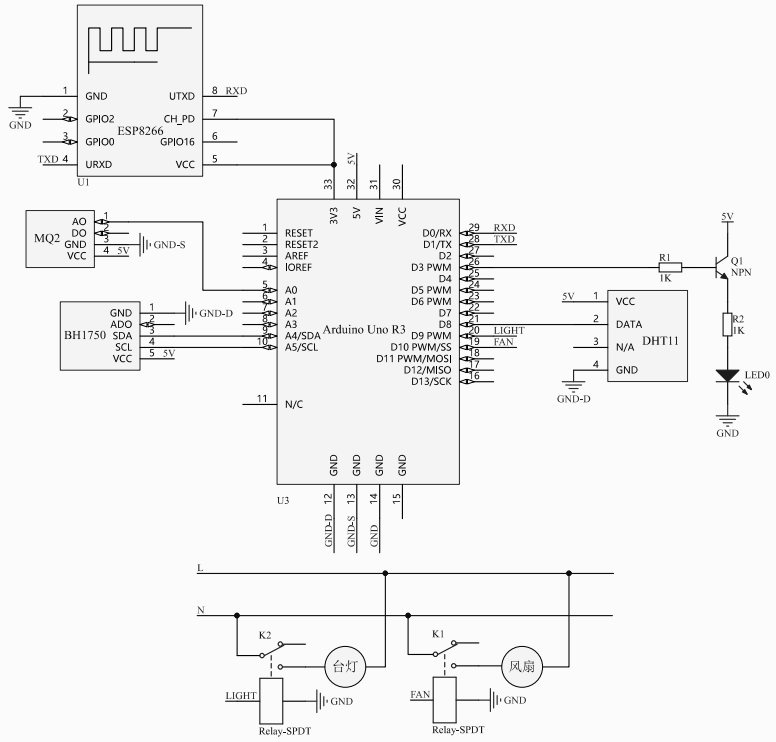 1 GND UTXD 8 RXD
GND
2 GPIO2 CH_PD 7
ESP8266
3 GPIO0 GPIO16 6
TXD 4 URXD VCC 5
U1
33 32 5V 31 30
3V3 5V VIN VCC
AO 1
DO 2
MQ2
GND 3 GND-S
VCC 4 5V
GND 1 GND-D
ADO 2
BH1750
SDA 3
SCL 4
VCC 5 5V
1 RESET
2 RESET2
3 AREF
4 IOREF
5 A0
6 A1
7 A2
8 A3
9 A4/SDA
10 A5/SCL
11 N/C
Arduino Uno R3
D0/RX 29 RXD
D1/TX 28 TXD
D2 27
D3 PWM 26
D4 25
D5 PWM 24
D6 PWM 23
D7 22
D8 21
D9 PWM 20 LIGHT
D10 PWM/SS 19 FAN
D11 PWM/MOSI 18
D12/MISO 17
D13/SCK 16
GND GND GND GND
12 13 14 15
U3
GND-D GND-S GND
5V
R1
1K
Q1
NPN
R2
1K
LED0
GND
5V 1 VCC
2 DATA
3 N/A
4 GND
DHT11
GND-D
L
N
K2
台灯
LIGHT
GND
Relay-SPDT
K1
风扇
FAN
GND
Relay-SPDT